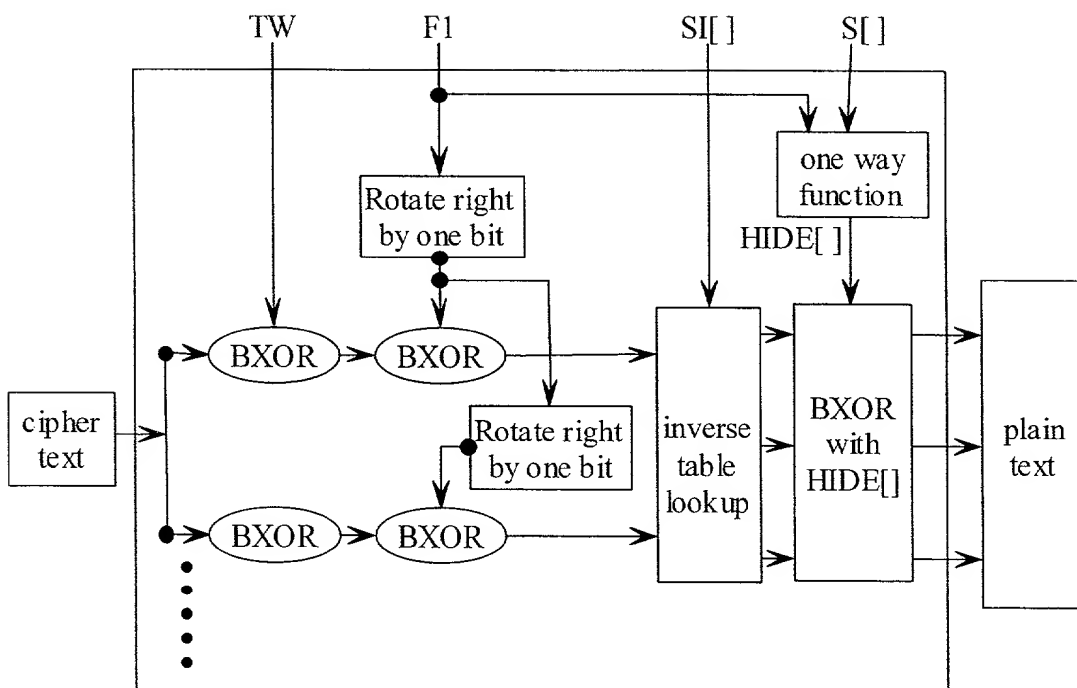 TW
F1
SI[ ]
S[ ]
one way
function
Rotate right
by one bit
HIDE[ ]
BXOR
BXOR
cipher
text
Rotate right
by one bit
inverse
table
lookup
BXOR
with
HIDE[]
plain
text
BXOR
BXOR